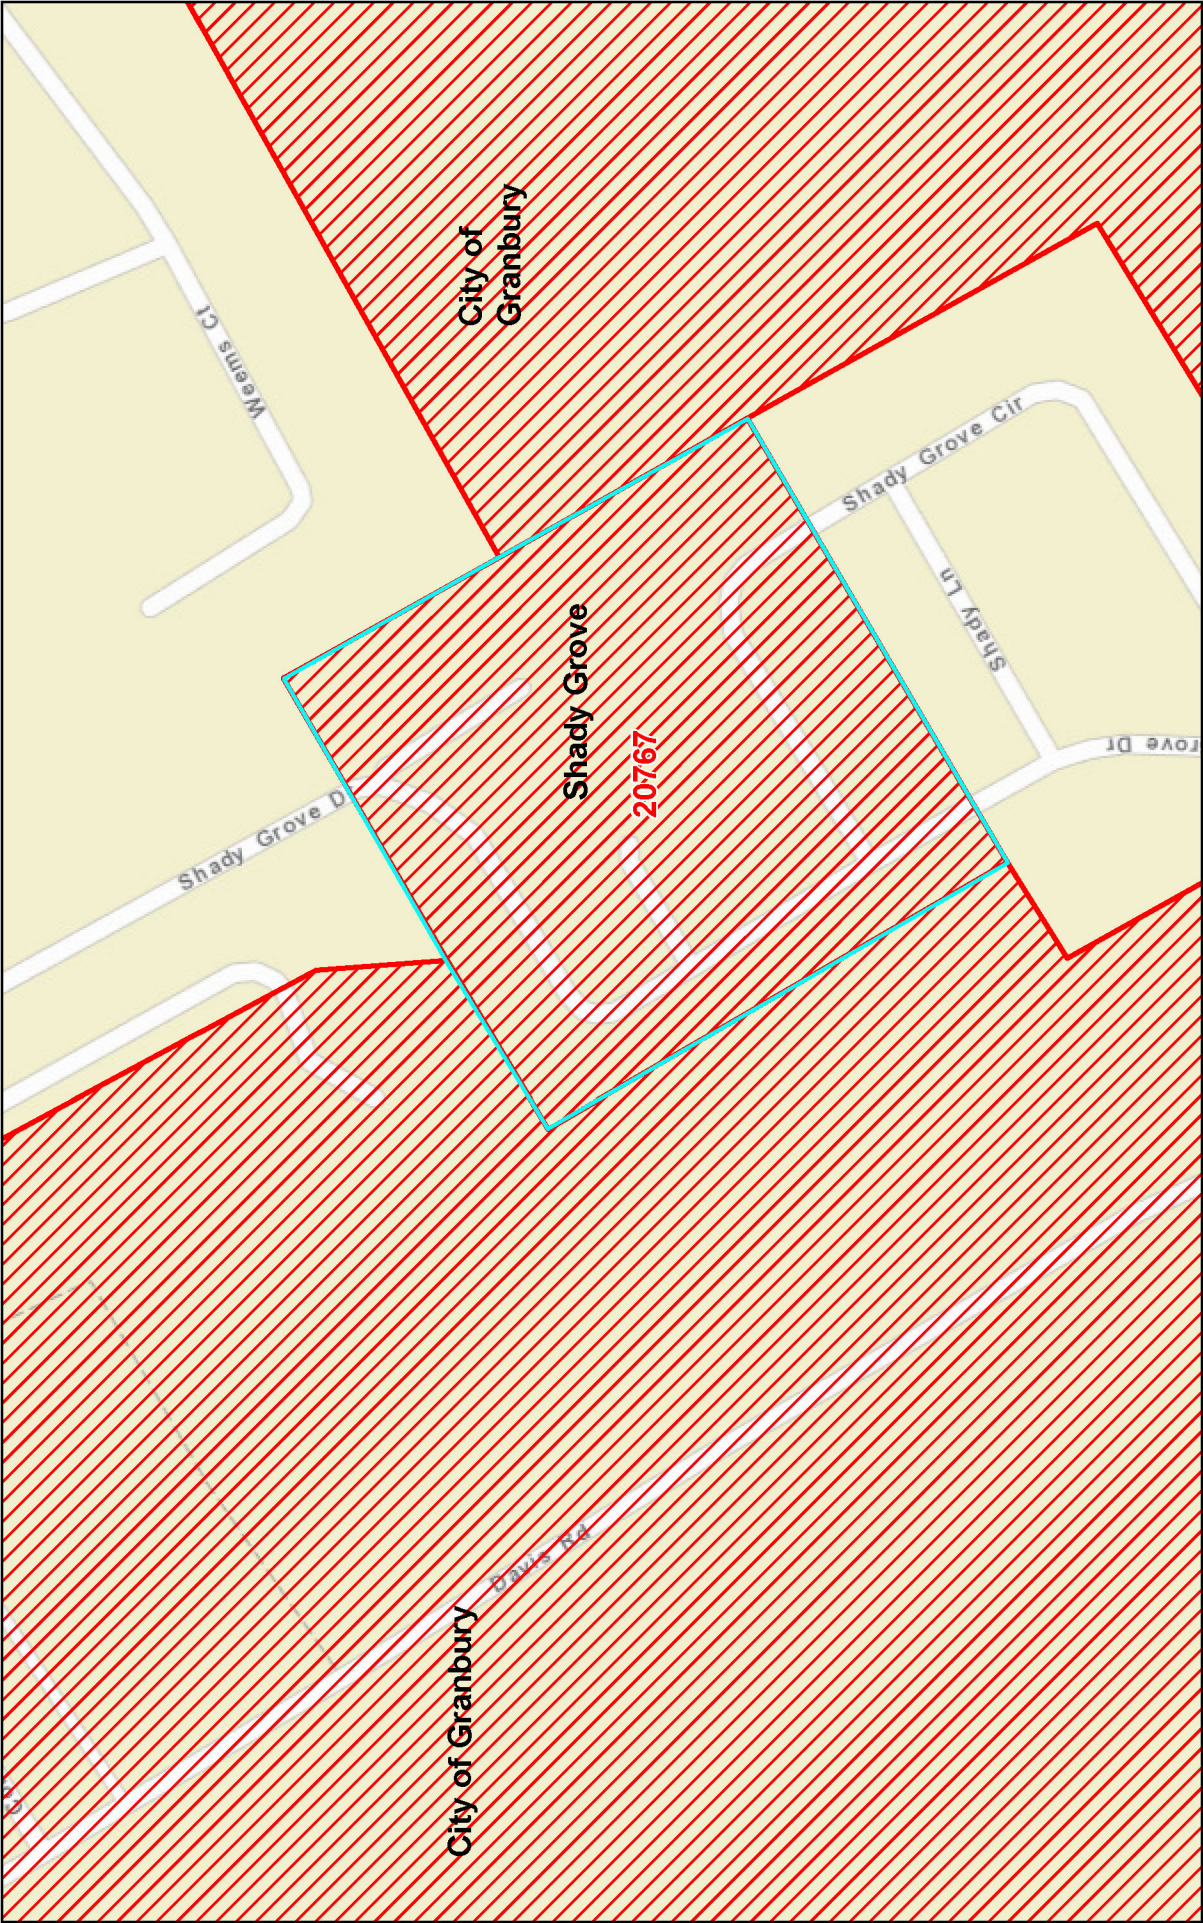 Weems Ct
City of
Granbury
Shady Grove Cir
Shady Ln
Shady Grove
20767
Shady Grove D
rove Dr
Davis Rd
City of Granbury